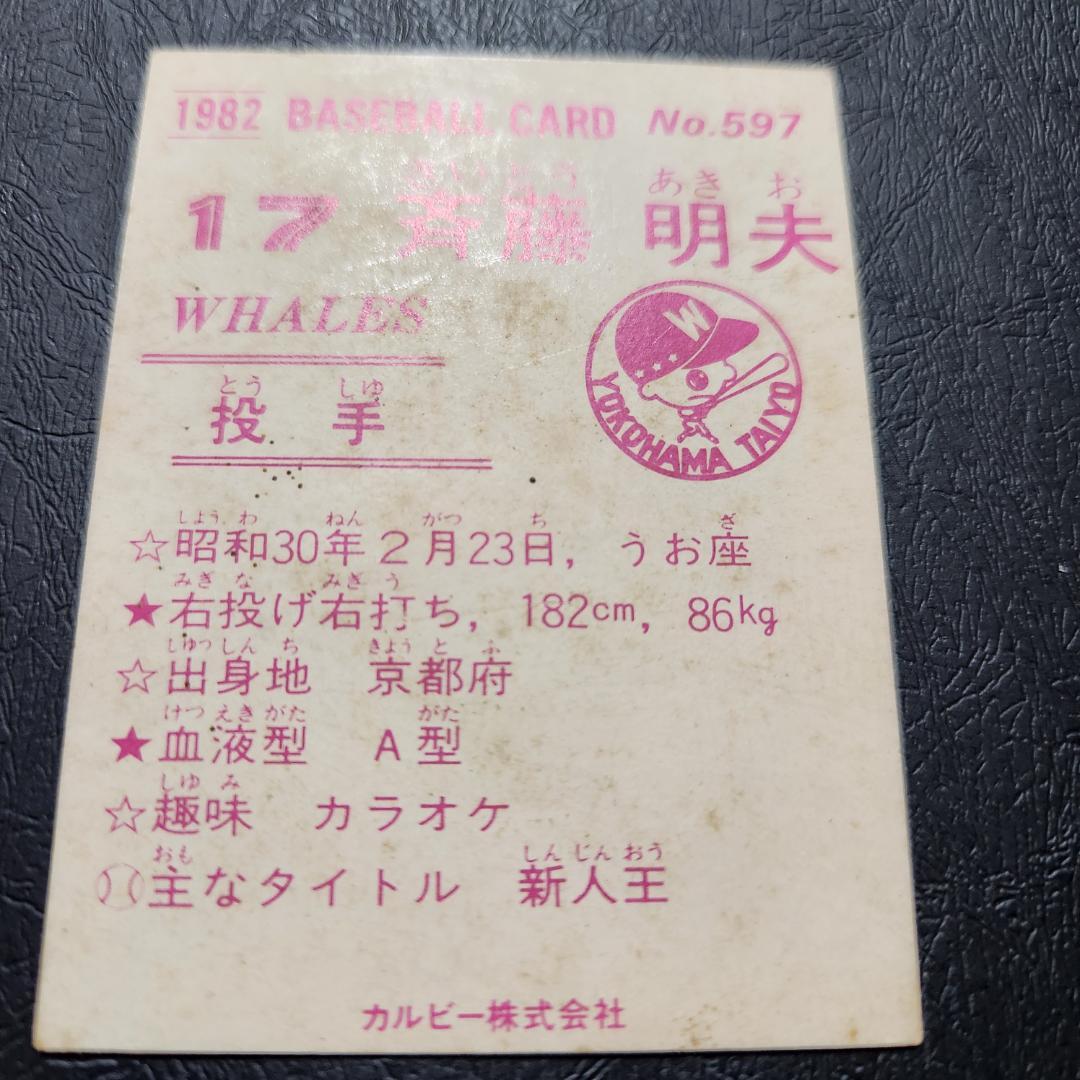 1982 BASEBALL CARD No.597
さいとう あきお
17 斉藤 明夫
WHALES
W
YOKOHAMA TAIYO
とう しゆ
投 手
しょう わ ねん がつ ち ざ
☆昭和30年2月23日, うお座
みぎ な みぎ う
★右投げ右打ち, 182cm, 86kg
しゆつ しん ち きよう と ふ
☆出身地 京都府
けつ えき がた がた
★血液型 A型
しゆ み
☆趣味 カラオケ
おも しん じん おう
主なタイトル 新人王
カルビー株式会社